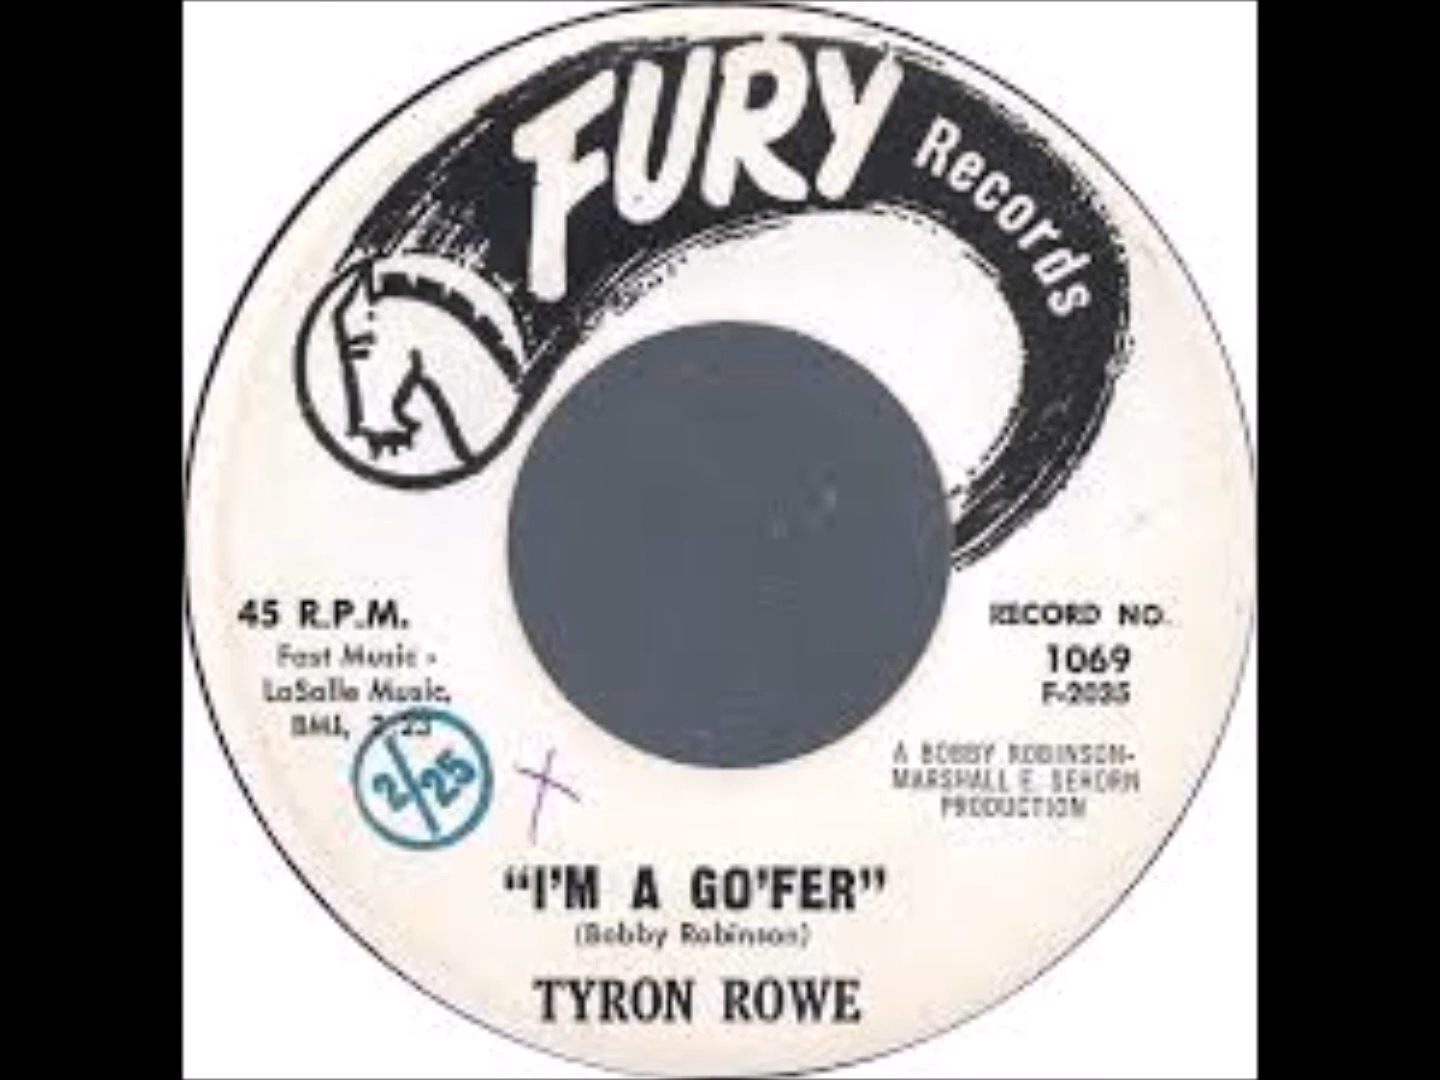 FURY Records
45 R.P.M.
Fast Music -
LaSalle Music,
BMI,
2/25
RECORD NO.
1069
F-2035
A BOBBY ROBINSON-
MARSHALL E. SEHORN
PRODUCTION
"I'M A GO'FER"
(Bobby Robinson)
TYRON ROWE